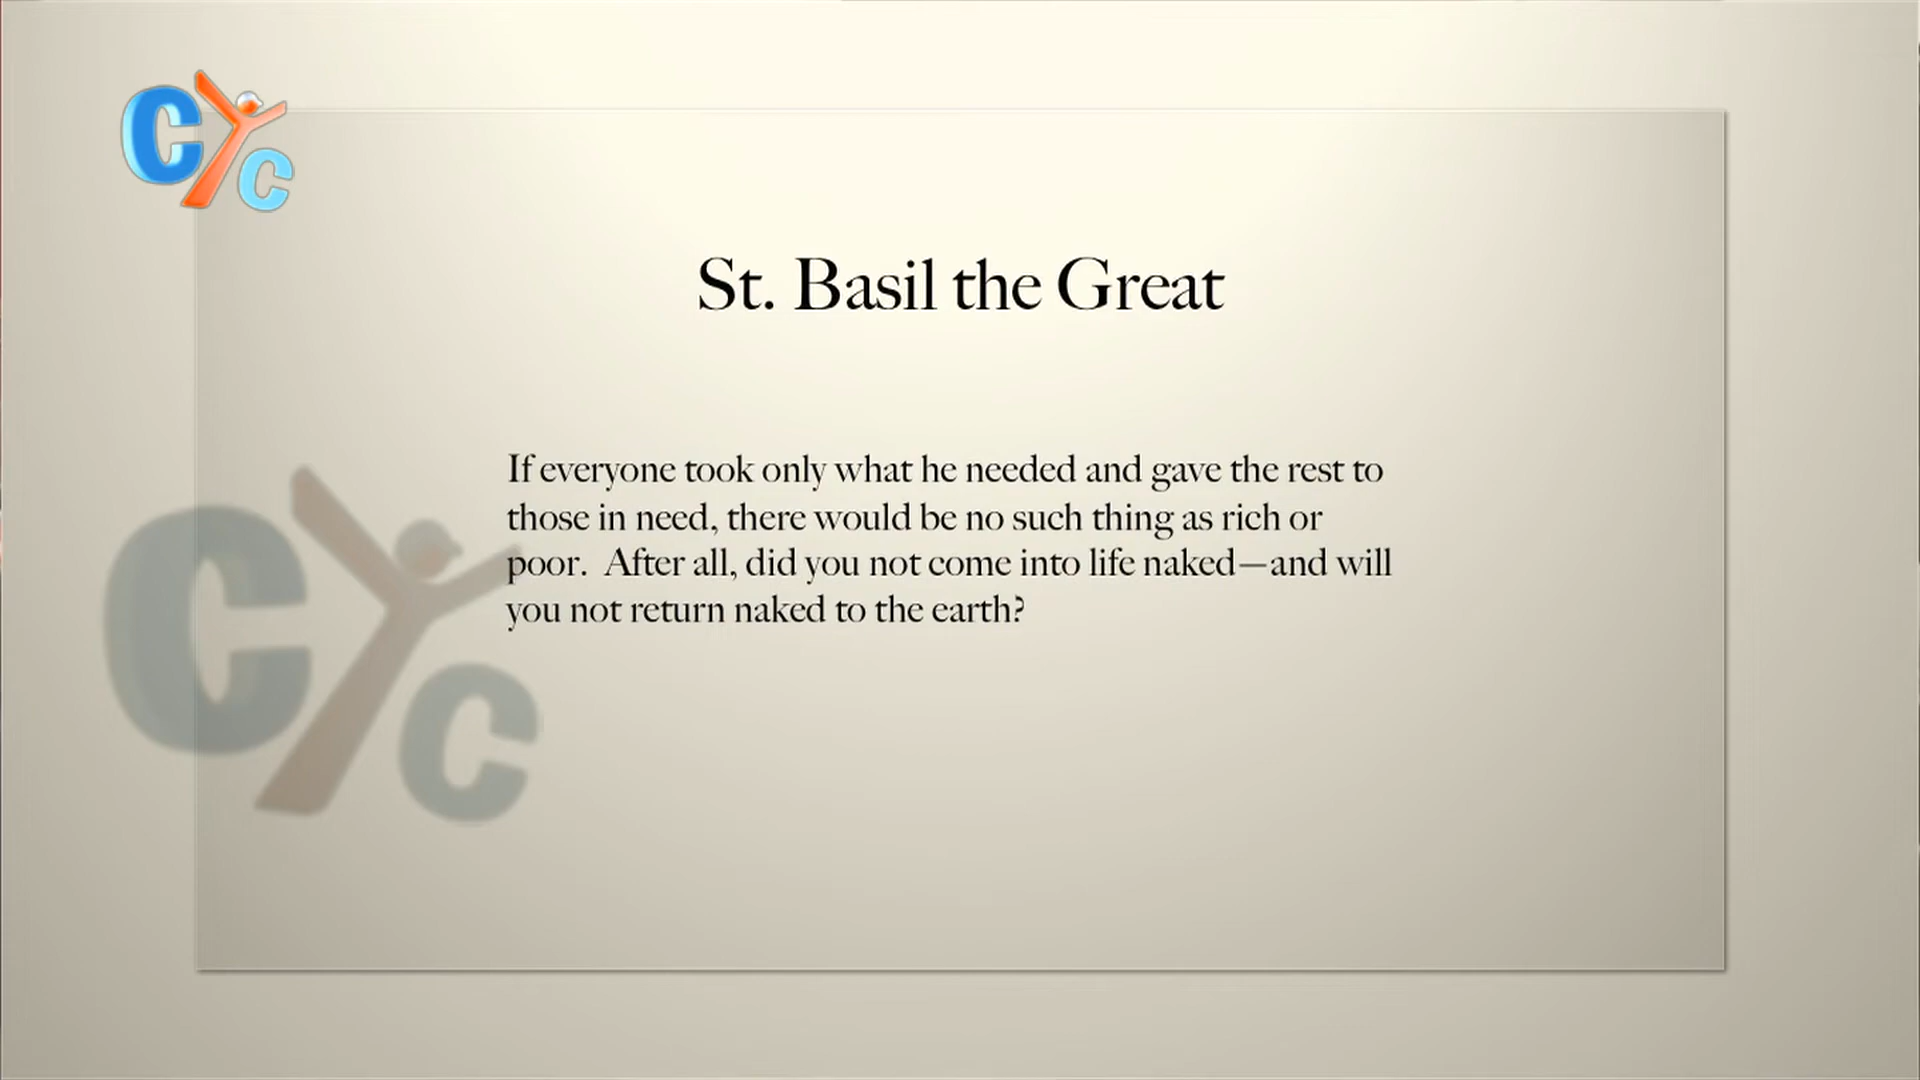 CYC
St. Basil the Great
If everyone took only what he needed and gave the rest to
those in need, there would be no such thing as rich or
poor.  After all, did you not come into life naked—and will
you not return naked to the earth?
CYC